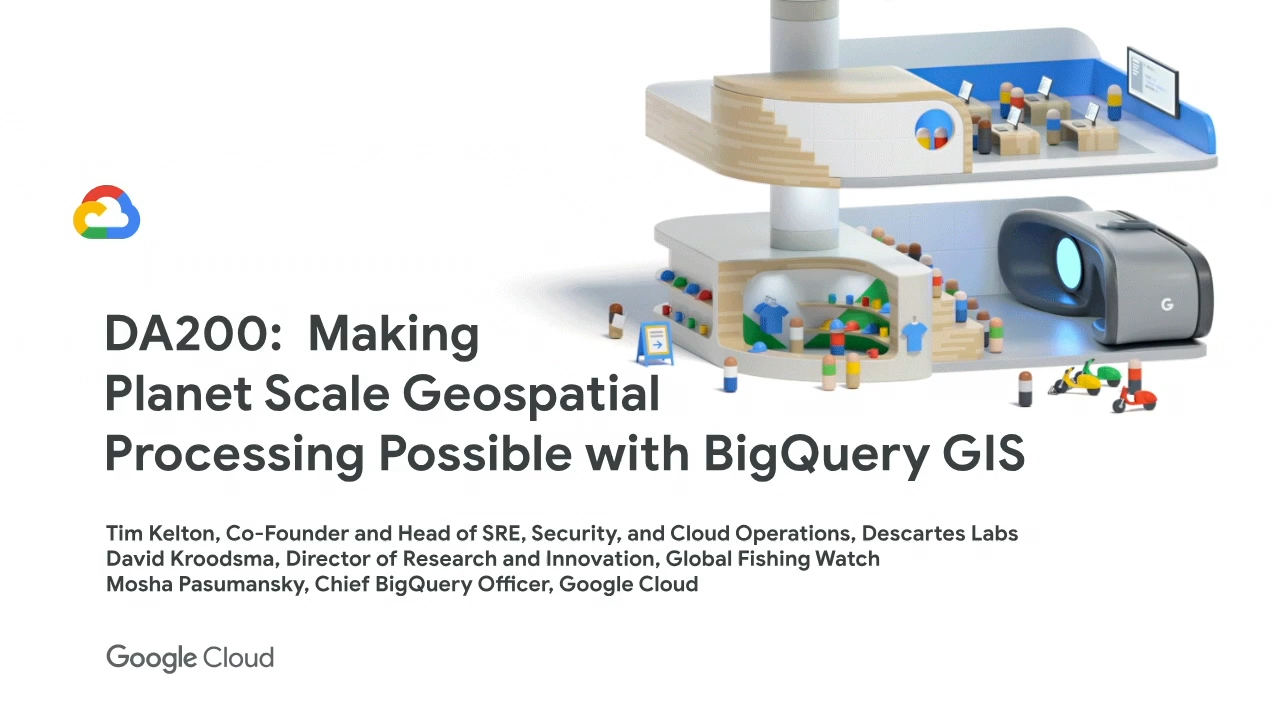 DA200: Making
Planet Scale Geospatial
Processing Possible with BigQuery GIS
Tim Kelton, Co-Founder and Head of SRE, Security, and Cloud Operations, Descartes Labs
David Kroodsma, Director of Research and Innovation, Global Fishing Watch
Mosha Pasumansky, Chief BigQuery Officer, Google Cloud
Google Cloud
G